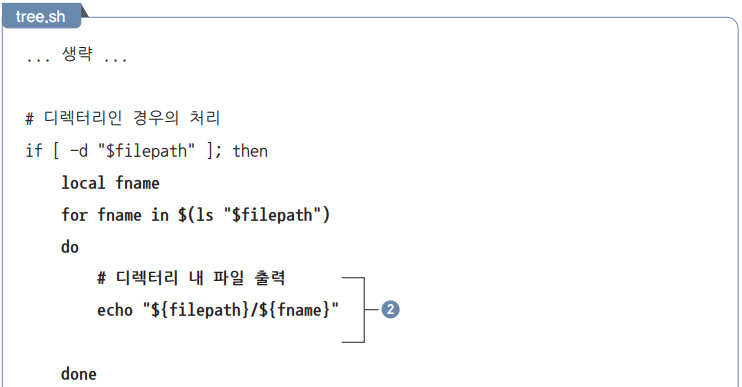 tree.sh
... 생략 ...
# 디렉터리인 경우의 처리
if [ -d "$filepath" ]; then
    local fname
    for fname in $(ls "$filepath")
    do
        # 디렉터리 내 파일 출력
        echo "${filepath}/${fname}"
2
    done